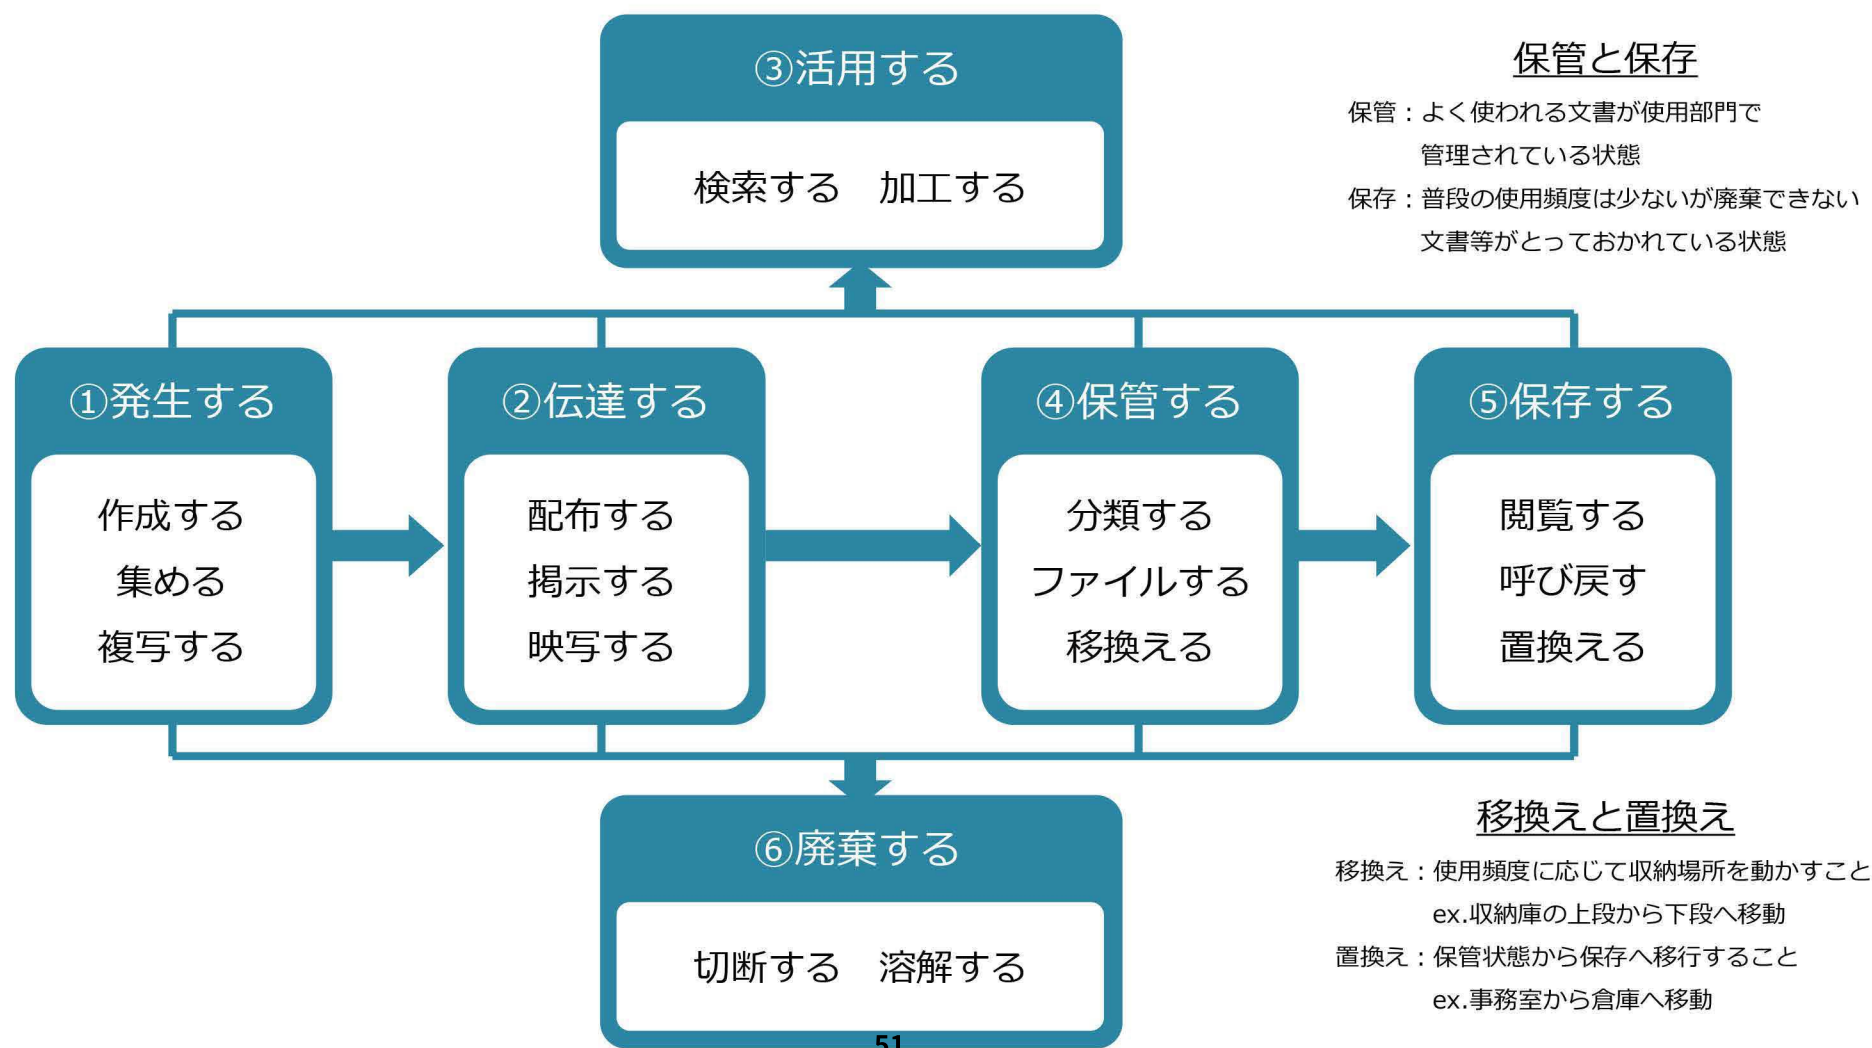 ③活用する
検索する　加工する
保管と保存
保管：よく使われる文書が使用部門で
管理されている状態
保存：普段の使用頻度は少ないが廃棄できない
文書等がとっておかれている状態
①発生する
作成する
集める
複写する
②伝達する
配布する
掲示する
映写する
④保管する
分類する
ファイルする
移換える
⑤保存する
閲覧する
呼び戻す
置換える
⑥廃棄する
切断する　溶解する
移換えと置換え
移換え：使用頻度に応じて収納場所を動かすこと
ex.収納庫の上段から下段へ移動
置換え：保管状態から保存へ移行すること
ex.事務室から倉庫へ移動
51